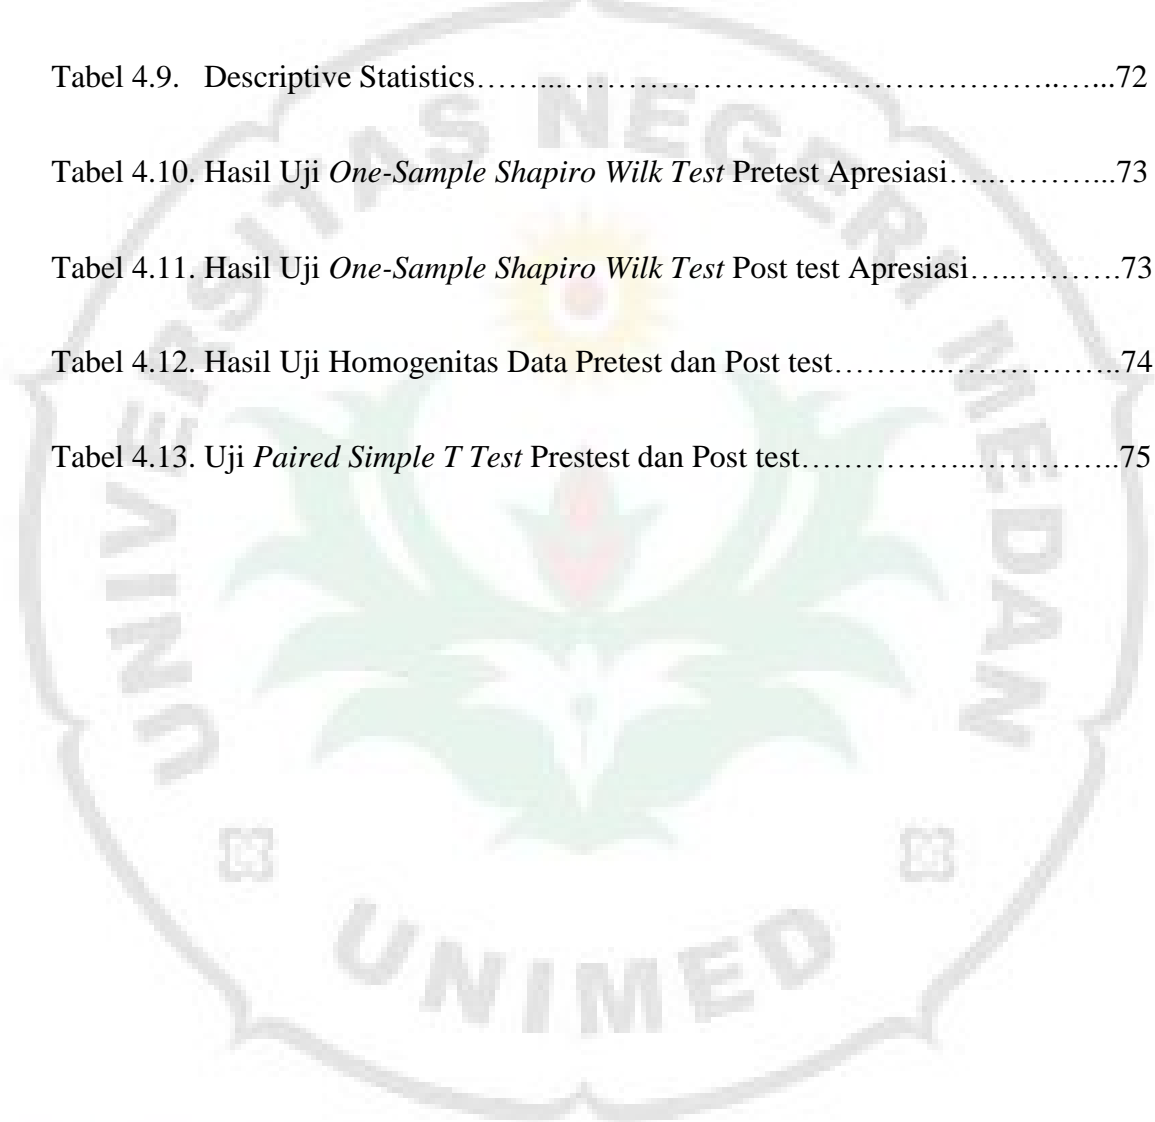 Tabel 4.9. Descriptive Statistics……...…………………………………………..…...72
Tabel 4.10. Hasil Uji One-Sample Shapiro Wilk Test Pretest Apresiasi…..………...73
Tabel 4.11. Hasil Uji One-Sample Shapiro Wilk Test Post test Apresiasi…..……….73
Tabel 4.12. Hasil Uji Homogenitas Data Pretest dan Post test………..……………..74
Tabel 4.13. Uji Paired Simple T Test Prestest dan Post test……………..…………..75
UNIVERSITAS NEGERI MEDAN
UNIMED